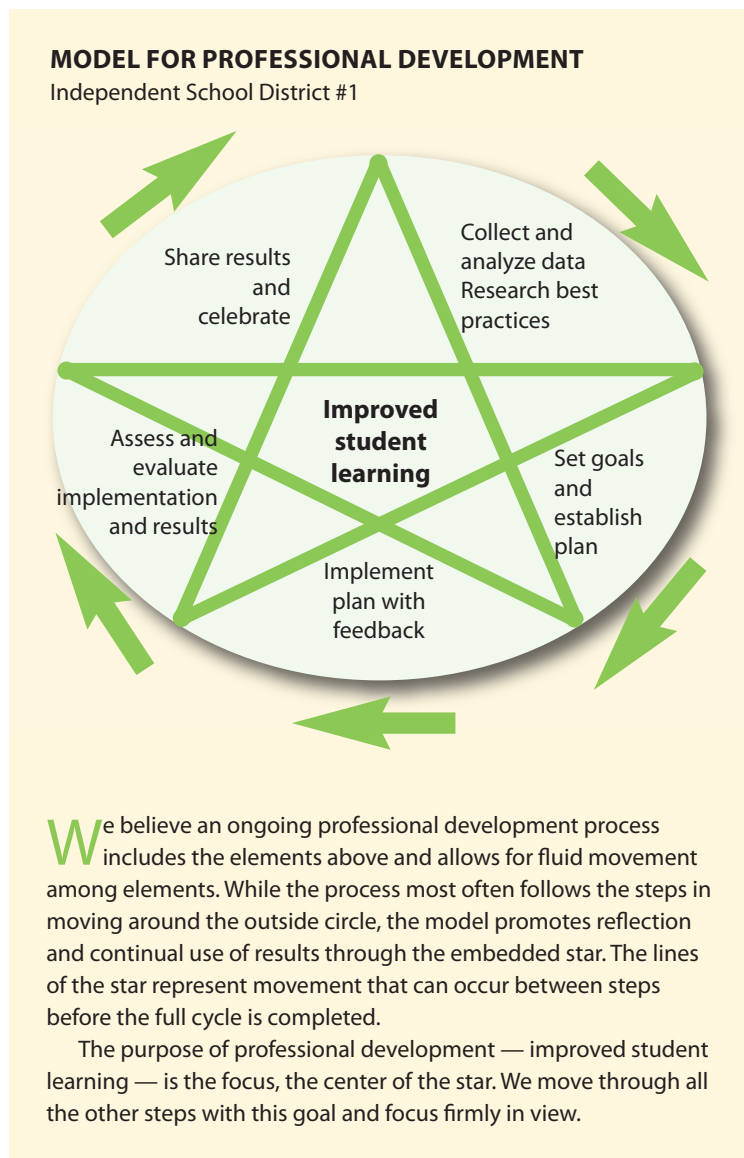 MODEL FOR PROFESSIONAL DEVELOPMENT
Independent School District #1
Share results
and
celebrate
Collect and
analyze data
Research best
practices
Improved
student
learning
Assess and
evaluate
implementation
and results
Set goals
and
establish
plan
Implement
plan with
feedback
We believe an ongoing professional development process
includes the elements above and allows for fluid movement
among elements. While the process most often follows the steps in
moving around the outside circle, the model promotes reflection
and continual use of results through the embedded star. The lines
of the star represent movement that can occur between steps
before the full cycle is completed.
The purpose of professional development — improved student
learning — is the focus, the center of the star. We move through all
the other steps with this goal and focus firmly in view.